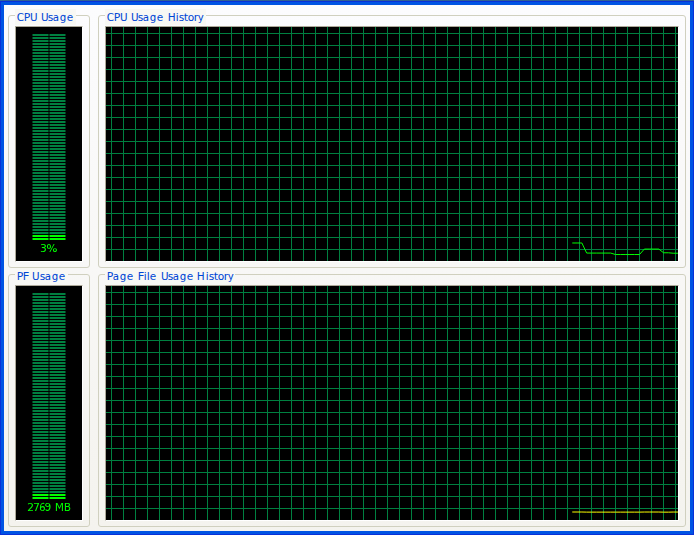 CPU Usage
CPU Usage History
3%
PF Usage
Page File Usage History
2769 MB